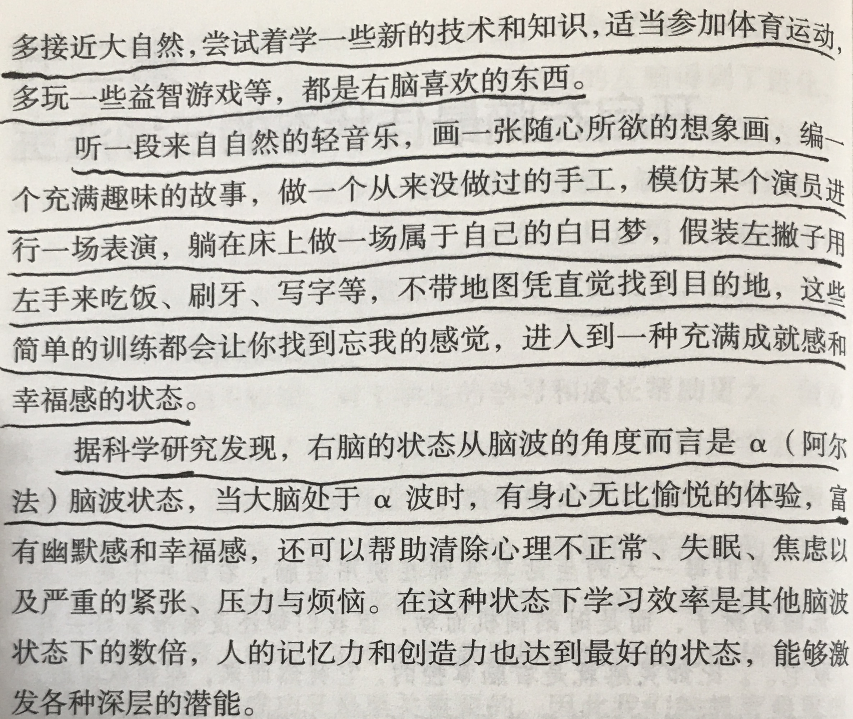 多接近大自然，尝试着学一些新的技术和知识，适当参加体育运动，
多玩一些益智游戏等，都是右脑喜欢的东西。
听一段来自自然的轻音乐，画一张随心所欲的想象画，编一
个充满趣味的故事，做一个从来没做过的手工，模仿某个演员进
行一场表演，躺在床上做一场属于自己的白日梦，假装左撇子用
左手来吃饭、刷牙、写字等，不带地图凭直觉找到目的地，这些
简单的训练都会让你找到忘我的感觉，进入到一种充满成就感和
幸福感的状态。
据科学研究发现，右脑的状态从脑波的角度而言是 α（阿尔
法）脑波状态，当大脑处于 α 波时，有身心无比愉悦的体验，富
有幽默感和幸福感，还可以帮助清除心理不正常、失眠、焦虑以
及严重的紧张、压力与烦恼。在这种状态下学习效率是其他脑波
状态下的数倍，人的记忆力和创造力也达到最好的状态，能够激
发各种深层的潜能。